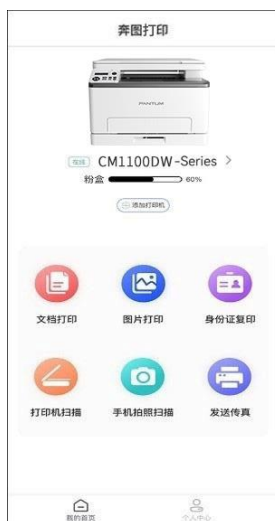 奔图打印
PANTUM
在线 CM1100DW-Series >
粉盒 60%
添加打印机
文档打印 图片打印 身份证复印
打印机扫描 手机拍照扫描 发送传真
我的首页 个人中心